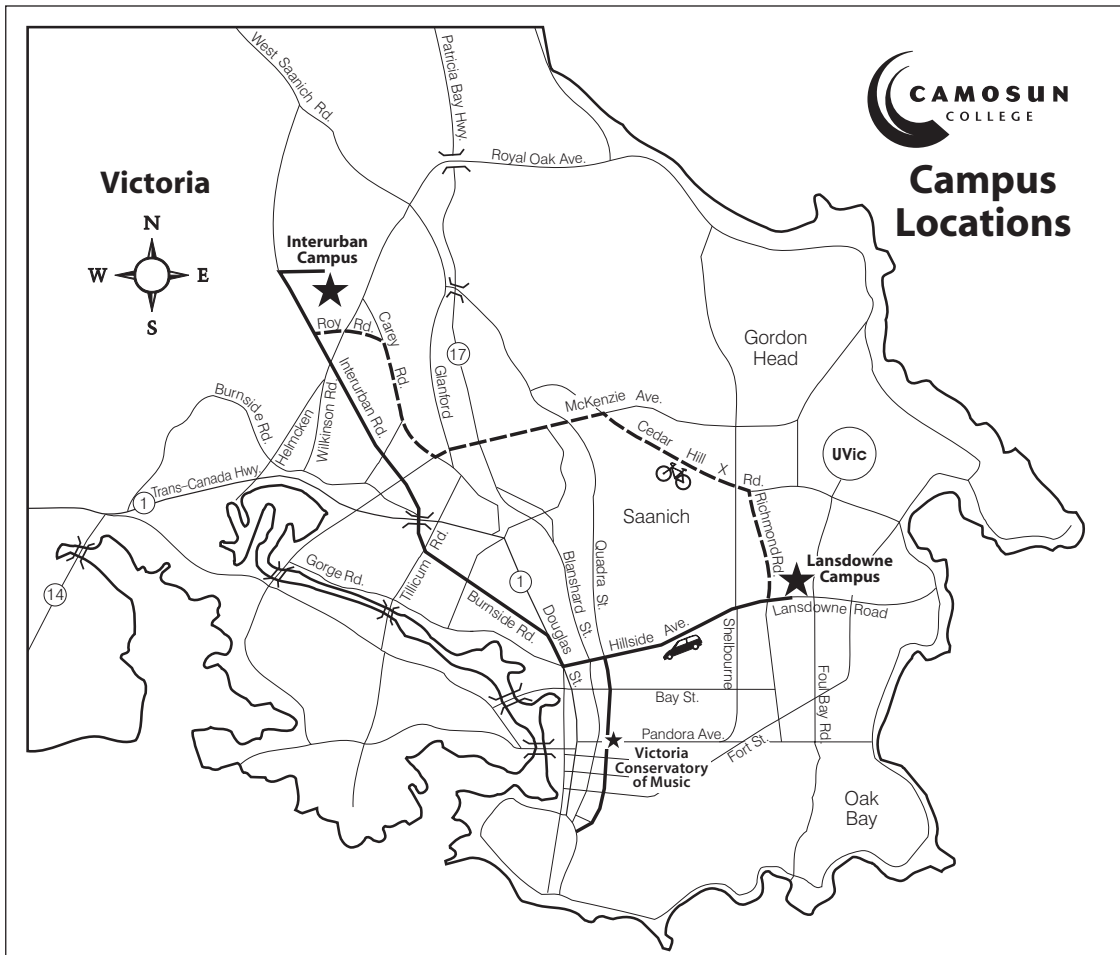 CAMOSUN
COLLEGE
Campus
Locations
Victoria
N
W
E
S
West Saanich Rd.
Patricia Bay Hwy.
Royal Oak Ave.
Interurban
Campus
Roy Rd.
Carey Rd.
17
Gordon
Head
Glanford
Interurban Rd.
Wilkinson Rd.
Helmcken
Burnside Rd.
McKenzie Ave.
Cedar Hill X Rd.
UVic
Trans-Canada Hwy.
1
Saanich
Richmond Rd.
Lansdowne
Campus
Lansdowne Road
14
Gorge Rd.
Tillicum Rd.
Burnside Rd.
1
Douglas St.
Blanshard St.
Quadra St.
Hillside Ave.
Shelbourne
Foul Bay Rd.
Bay St.
Pandora Ave.
Fort St.
Victoria
Conservatory
of Music
Oak
Bay